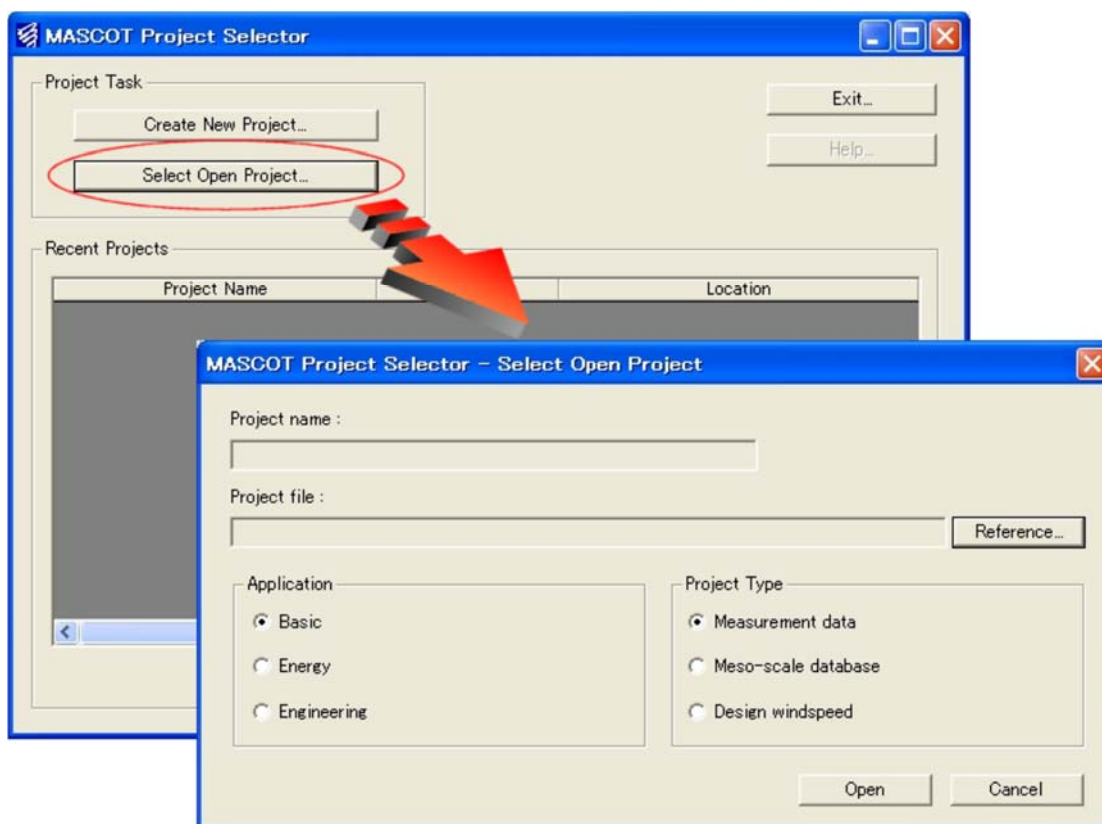 MASCOT Project Selector
Project Task
Create New Project...
Select Open Project...
Exit...
Help...
Recent Projects
Project Name
Location
MASCOT Project Selector - Select Open Project
Project name :
Project file :
Reference...
Application
Basic
Energy
Engineering
Project Type
Measurement data
Meso-scale database
Design windspeed
Open
Cancel